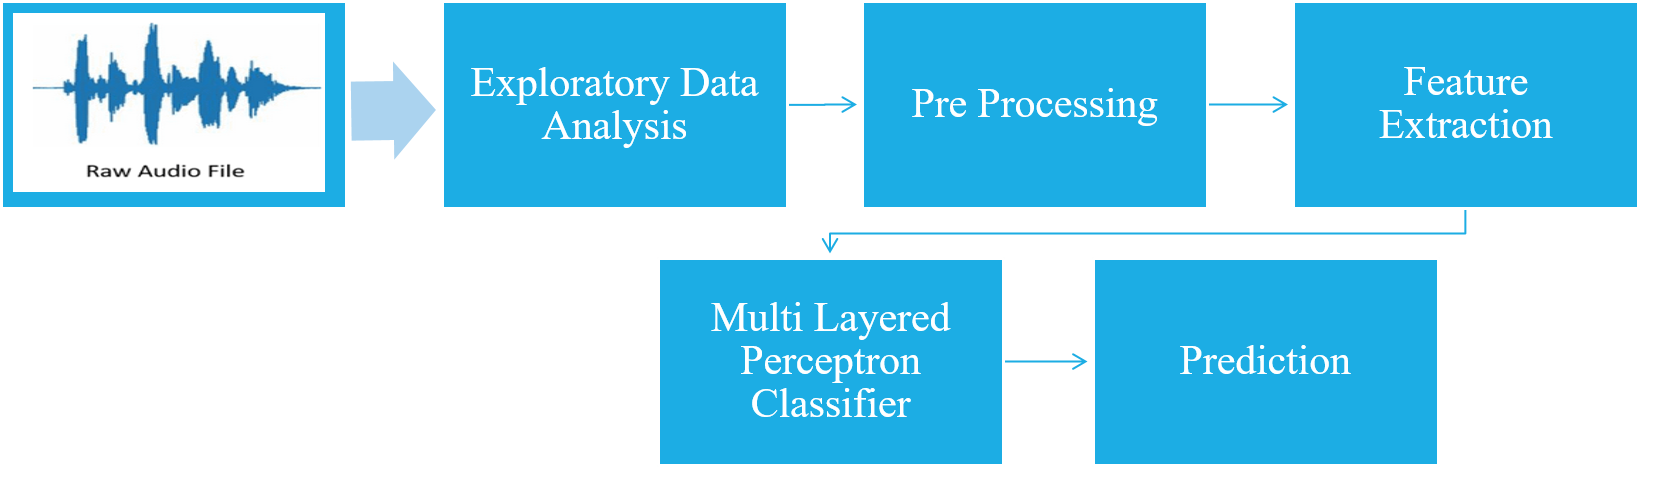 Raw Audio File
Exploratory Data
Analysis
Pre Processing
Feature
Extraction
Multi Layered
Perceptron
Classifier
Prediction